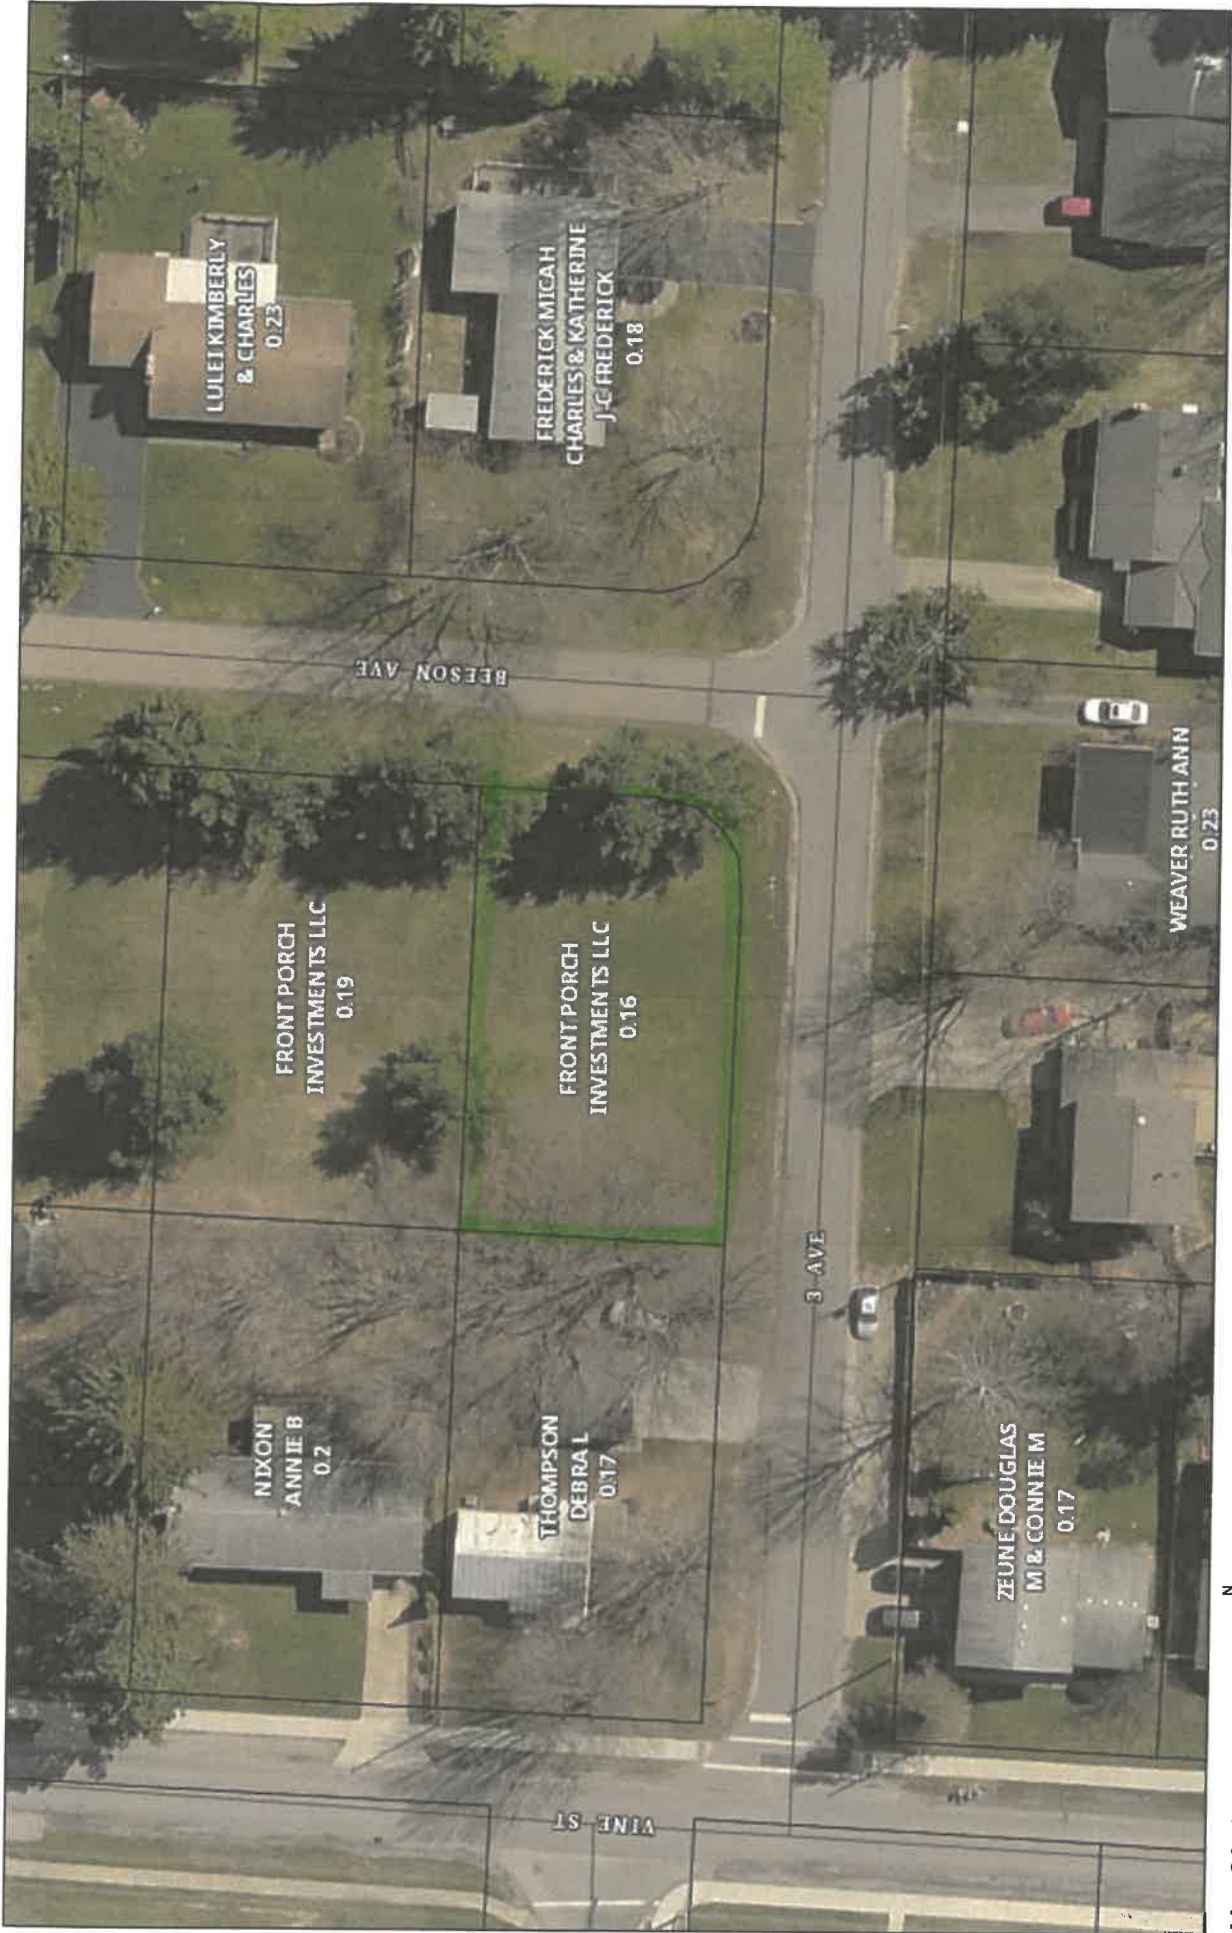 NIXON
ANNIE B
0.2
FRONT PORCH
INVESTMENTS LLC
0.19
LULEI KIMBERLY
& CHARLES
0.23
THOMPSON
DEBRA L
0.17
FRONT PORCH
INVESTMENTS LLC
0.16
FREDERICK MICAH
CHARLES & KATHERINE
J-C FREDERICK
0.18
BEESON AVE
VINE ST
3 AVE
ZEUNE DOUGLAS
M & CONNIE M
0.17
WEAVER RUTH ANN
0.23
N